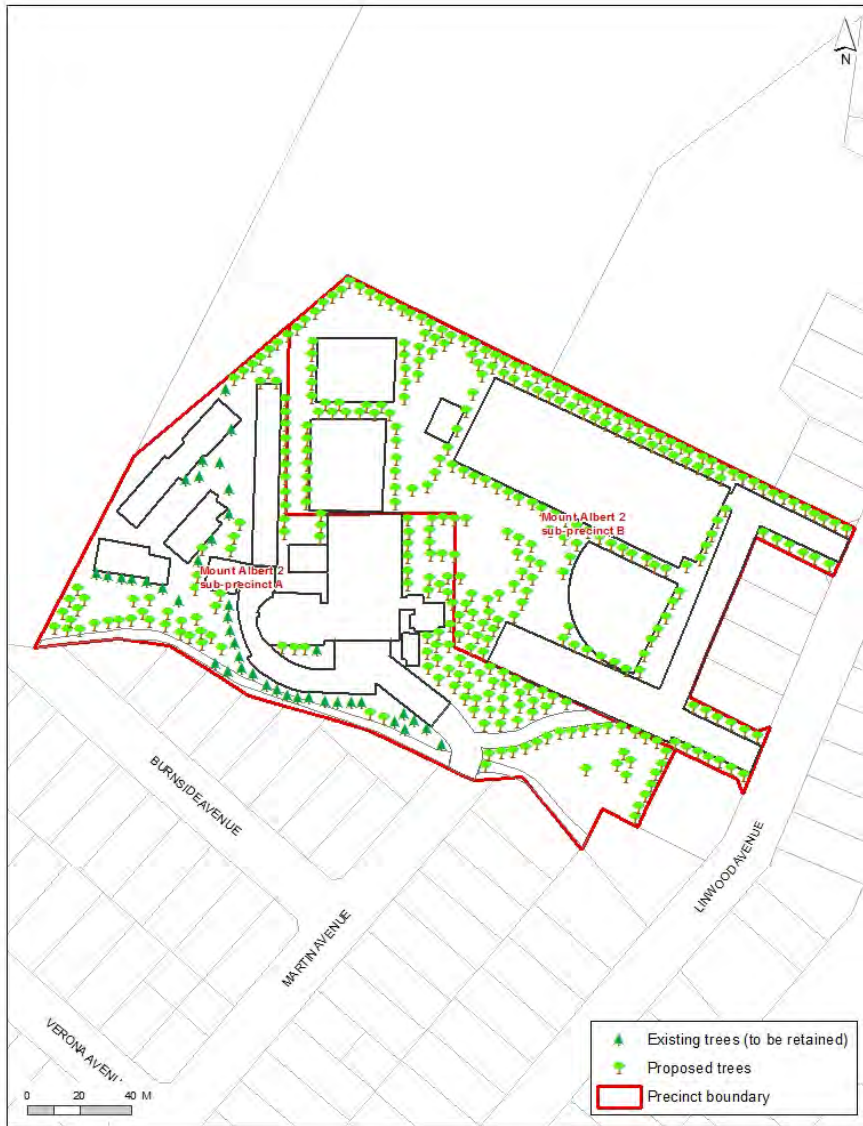 N
Mount Albert 2
sub-precinct B
Mount Albert 2
sub-precinct A
BURNSIDE AVENUE
MARTIN AVENUE
LINWOOD AVENUE
VERONA AVENU
Existing trees (to be retained)
Proposed trees
Precinct boundary
0 20 40 M